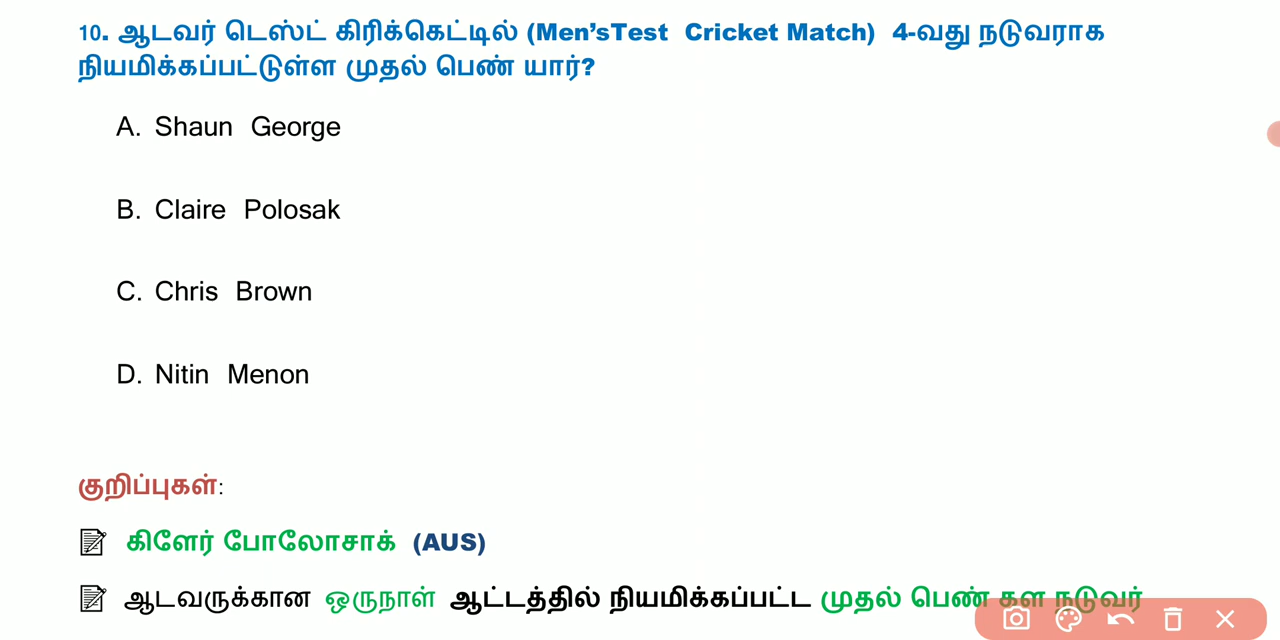 10. ஆடவர் டெஸ்ட் கிரிக்கெட்டில் (Men’sTest Cricket Match) 4-வது நடுவராக
நியமிக்கப்பட்டுள்ள முதல் பெண் யார்?
A. Shaun George
B. Claire Polosak
C. Chris Brown
D. Nitin Menon
குறிப்புகள்:
கிளேர் போலோசாக் (AUS)
ஆடவருக்கான ஒருநாள் ஆட்டத்தில் நியமிக்கப்பட்ட முதல் பெண் கள நடுவர்